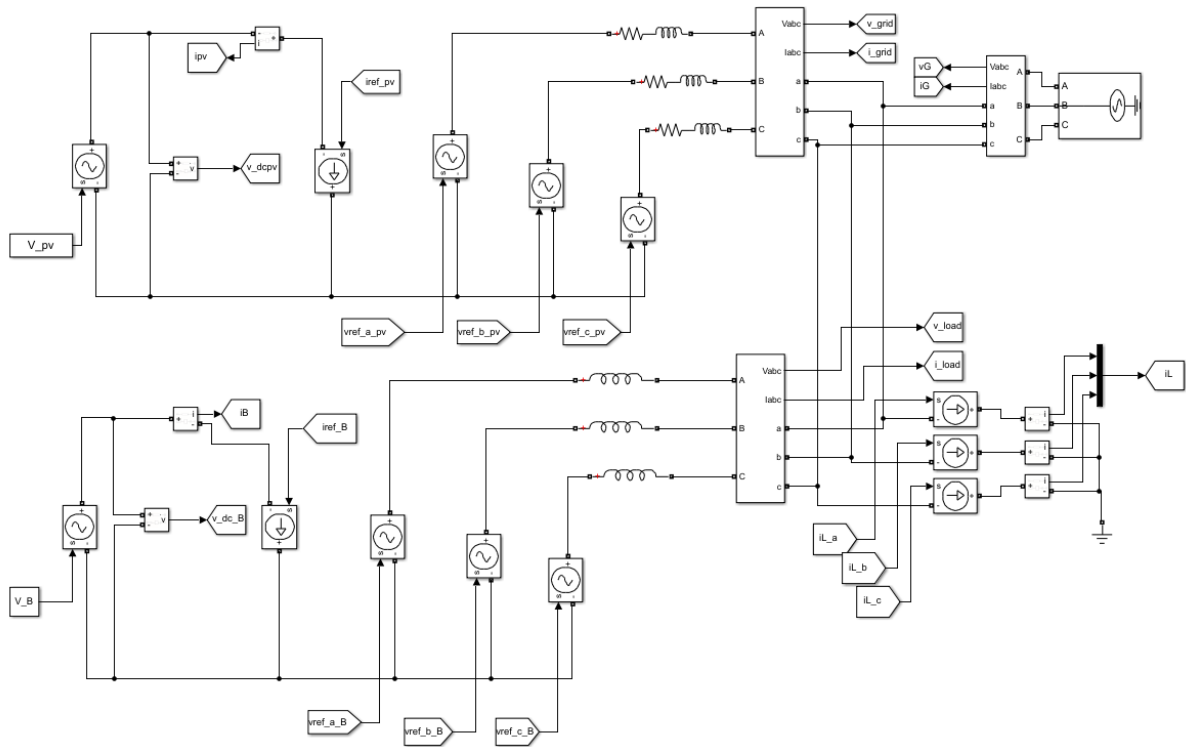 v_grid
Vabc
A
i_grid
Iabc
ipv
i
+
-
iref_pv
B
a
b
C
c
vG
iG
Vabc
Iabc
a
b
c
A
B
C
A
B
C
s
+
-
+
-
v
v_dcpv
+
-
s
+
-
s
+
-
s
+
-
s
V_pv
vref_a_pv
vref_b_pv
vref_c_pv
v_load
i_load
Vabc
Iabc
A
B
C
a
b
c
iL
s
-
+
i
+
-
s
-
+
i
+
-
s
-
+
i
+
-
iB
+
i
-
iref_B
+
-
v
v_dc_B
+
-
s
-
s
+
+
-
s
+
-
s
+
-
s
iL_a
iL_b
iL_c
V_B
vref_a_B
vref_b_B
vref_c_B